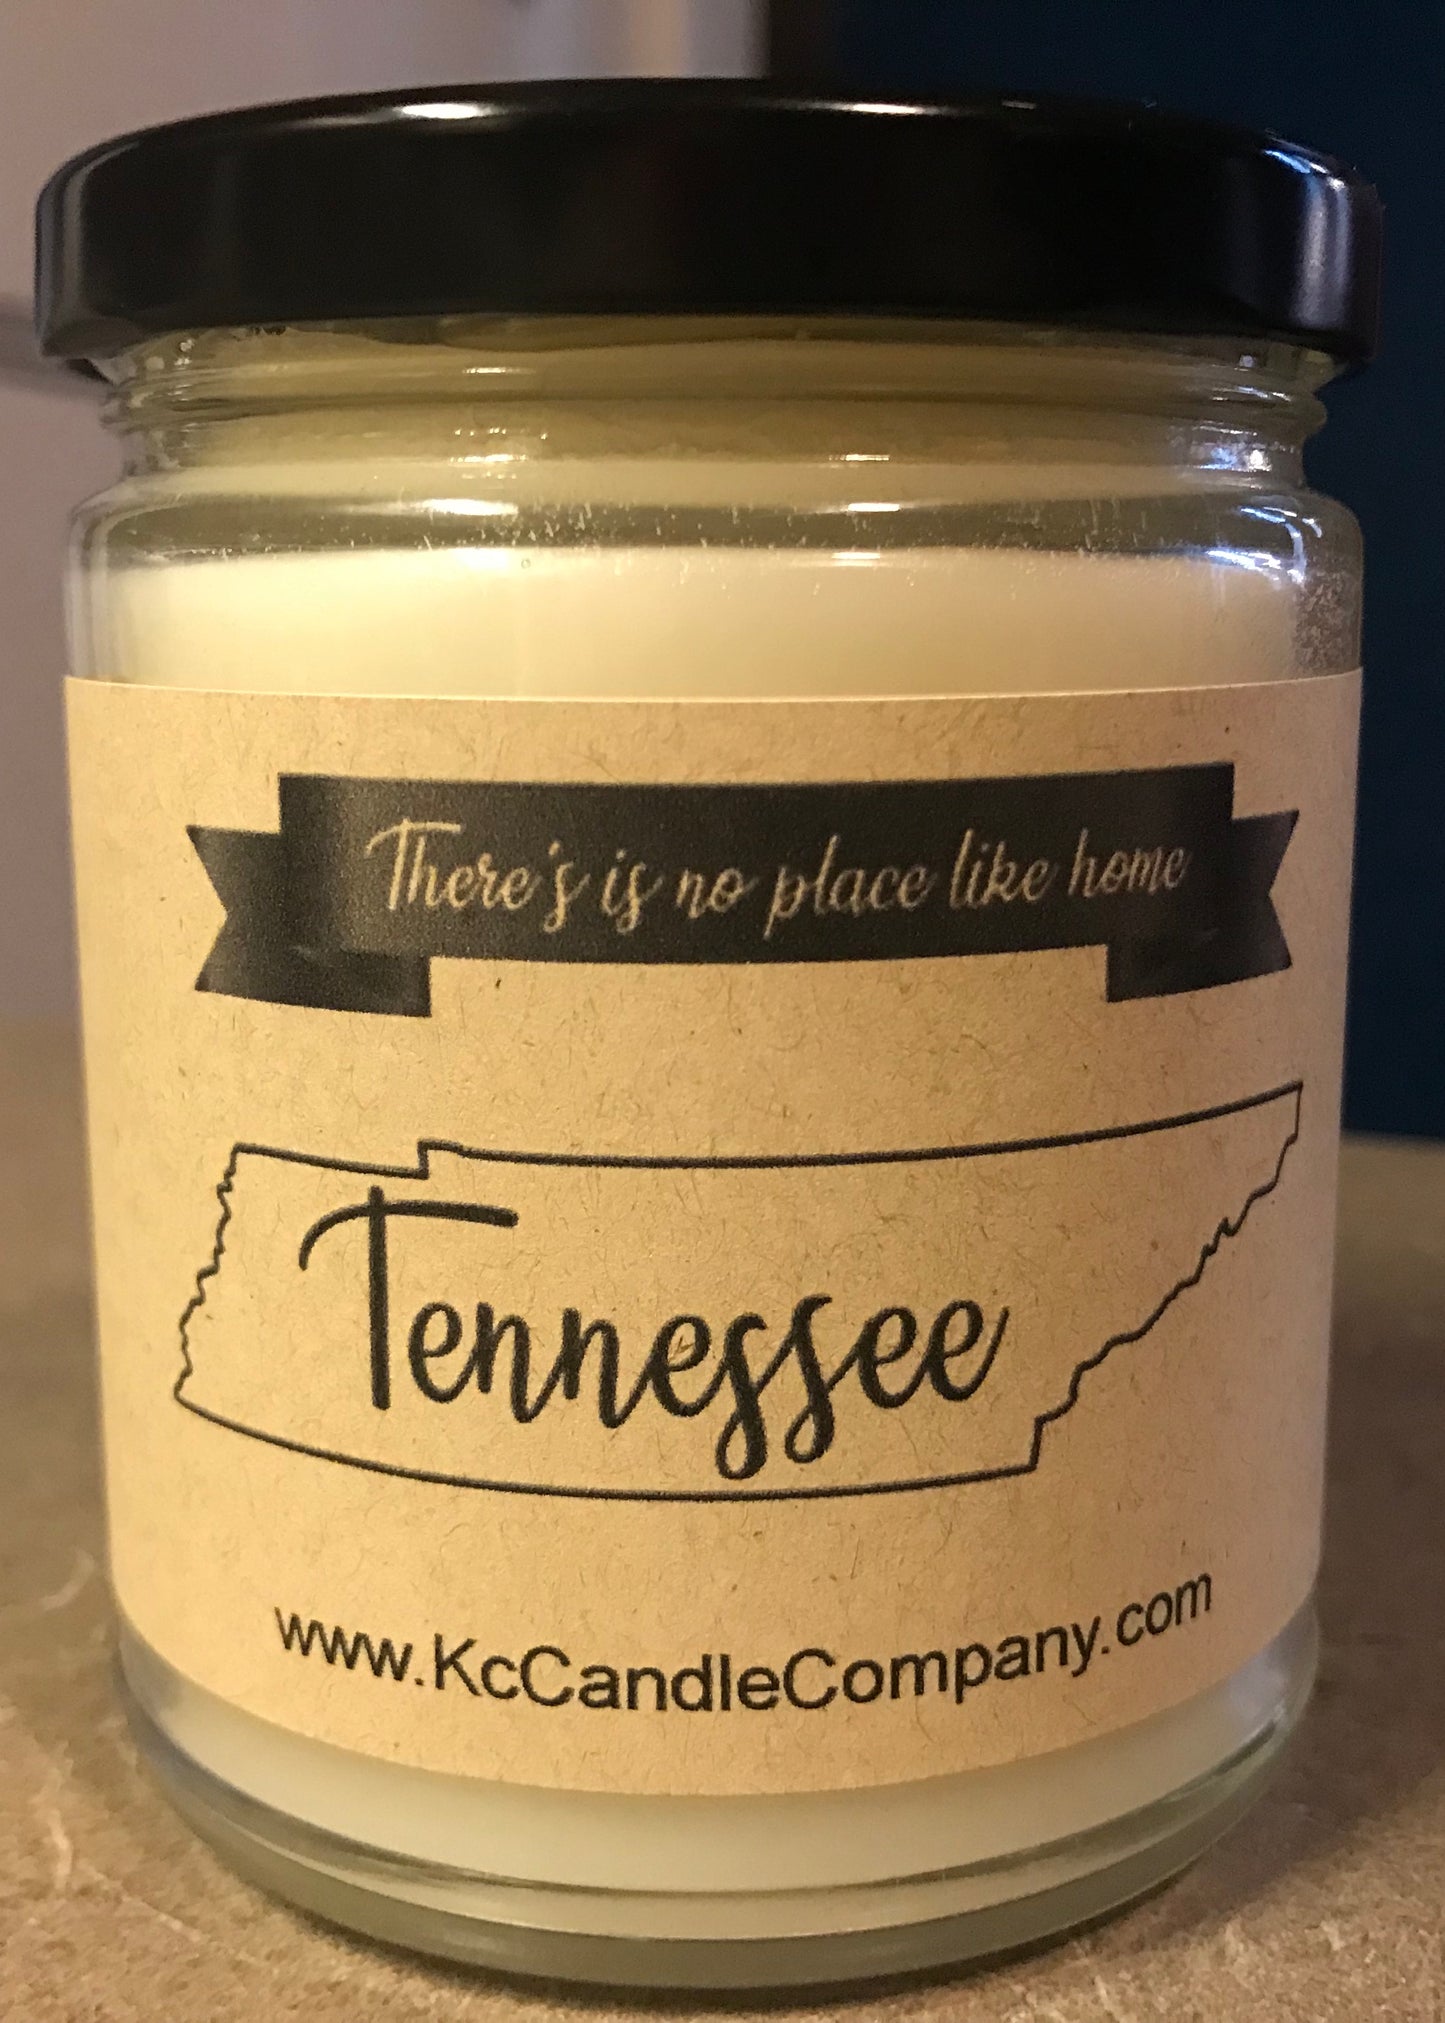 There's is no place like home
Tennessee
www.KcCandleCompany.com